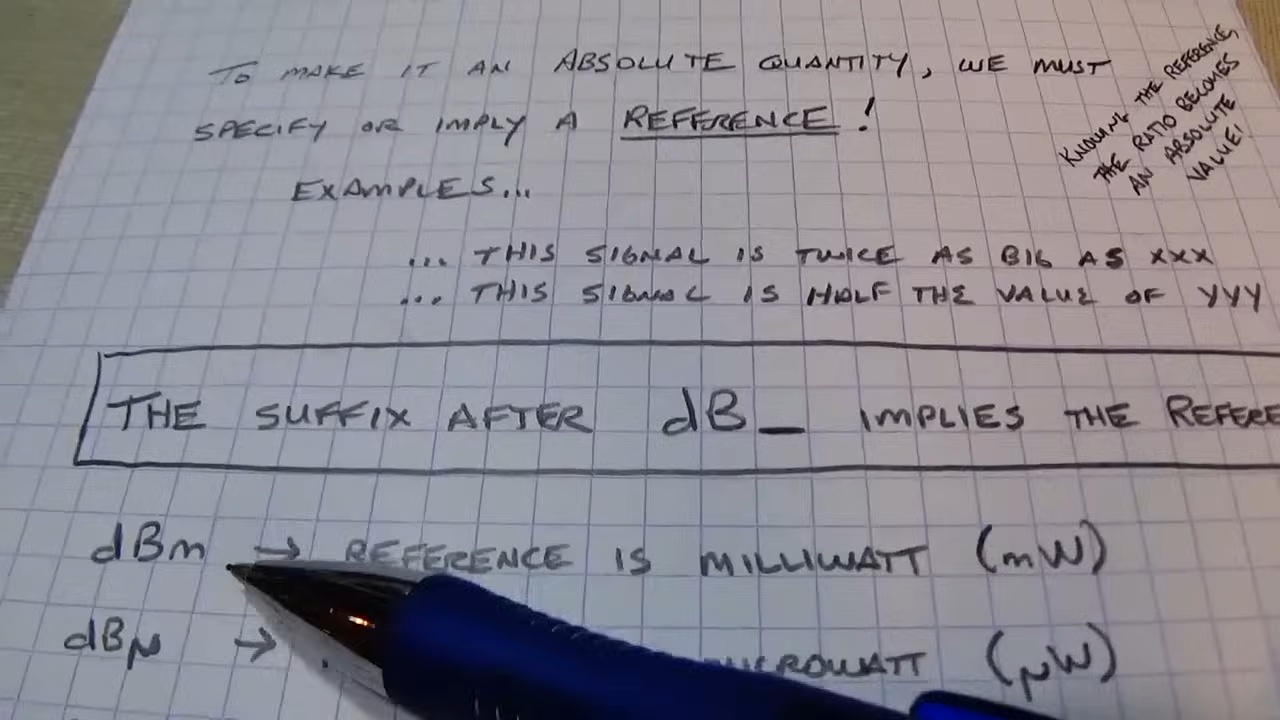 TO MAKE IT AN ABSOLUTE QUANTITY, WE MUST
SPECIFY OR IMPLY A REFERENCE!
KNOWING THE REFERENCE,
THE RATIO BECOMES
AN ABSOLUTE
VALUE!
EXAMPLES...
... THIS SIGNAL IS TWICE AS BIG AS XXX
... THIS SIGNAL IS HALF THE VALUE OF YYY
THE SUFFIX AFTER dB_ IMPLIES THE REFERE
dBm → REFERENCE IS MILLIWATT (mW)
dBμ → MICROWATT (μW)